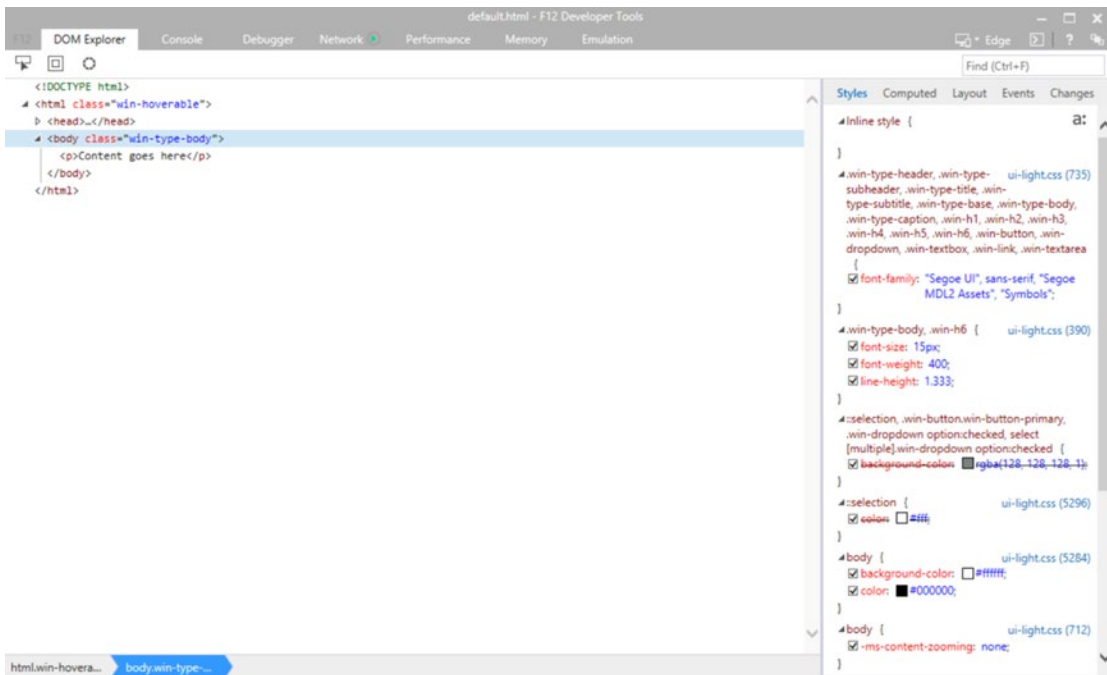 default.html - F12 Developer Tools
F12 DOM Explorer Console Debugger Network Performance Memory Emulation Edge ?
Find (Ctrl+F)
<!DOCTYPE html>
<html class="win-hoverable">
<head>…</head>
<body class="win-type-body">
<p>Content goes here</p>
</body>
</html>
Styles Computed Layout Events Changes
Inline style { a:
}
.win-type-header, .win-type- ui-light.css (735)
subheader, .win-type-title, .win-
type-subtitle, .win-type-base, .win-type-body,
.win-type-caption, .win-h1, .win-h2, .win-h3,
.win-h4, .win-h5, .win-h6, .win-button, .win-
dropdown, .win-textbox, .win-link, .win-textarea
{
font-family: "Segoe UI", sans-serif, "Segoe
MDL2 Assets", "Symbols";
}
.win-type-body, .win-h6 { ui-light.css (390)
font-size: 15px;
font-weight: 400;
line-height: 1.333;
}
::selection, .win-button.win-button-primary,
.win-dropdown option:checked, select
[multiple].win-dropdown option:checked {
background-color: rgba(128, 128, 128, 1);
}
::selection { ui-light.css (5296)
color: #fff;
}
body { ui-light.css (5284)
background-color: #ffffff;
color: #000000;
}
body { ui-light.css (712)
-ms-content-zooming: none;
}
html.win-hovera... body.win-type-...